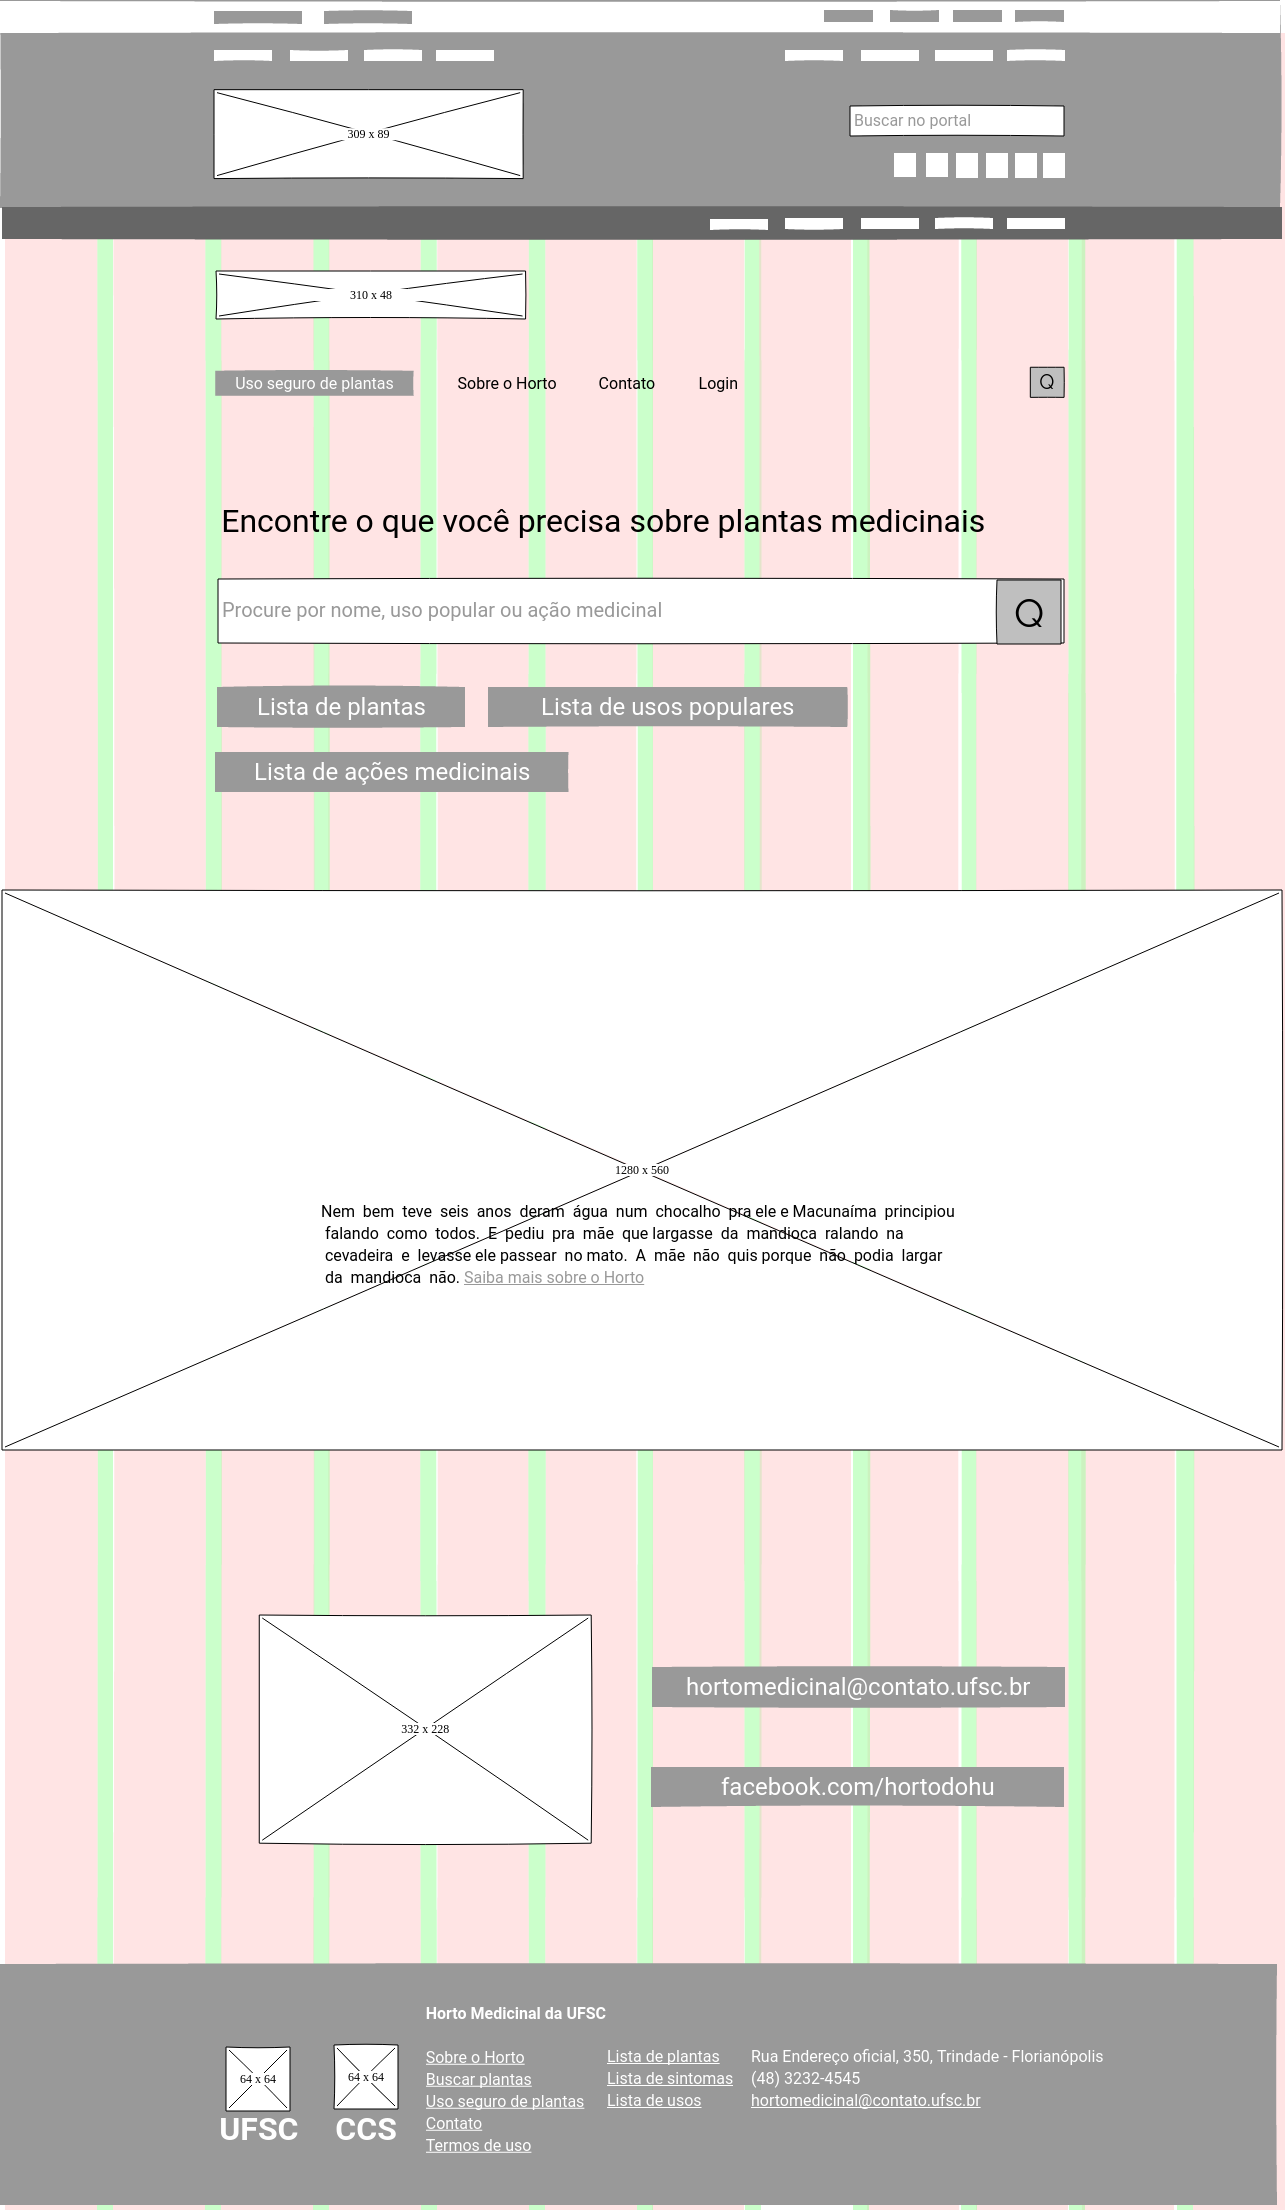 309 x 89
Buscar no portal
310 x 48
Uso seguro de plantas
Sobre o Horto
Contato
Login
Q
Encontre o que você precisa sobre plantas medicinais
Procure por nome, uso popular ou ação medicinal
Q
Lista de plantas
Lista de usos populares
Lista de ações medicinais
1280 x 560
Nem bem teve seis anos deram água num chocalho pra ele e Macunaíma principiou
falando como todos. E pediu pra mãe que largasse da mandioca ralando na
cevadeira e levasse ele passear no mato. A mãe não quis porque não podia largar
da mandioca não. Saiba mais sobre o Horto
332 x 228
hortomedicinal@contato.ufsc.br
facebook.com/hortodohu
64 x 64
UFSC
64 x 64
CCS
Horto Medicinal da UFSC
Sobre o Horto
Buscar plantas
Uso seguro de plantas
Contato
Termos de uso
Lista de plantas
Lista de sintomas
Lista de usos
Rua Endereço oficial, 350, Trindade - Florianópolis
(48) 3232-4545
hortomedicinal@contato.ufsc.br